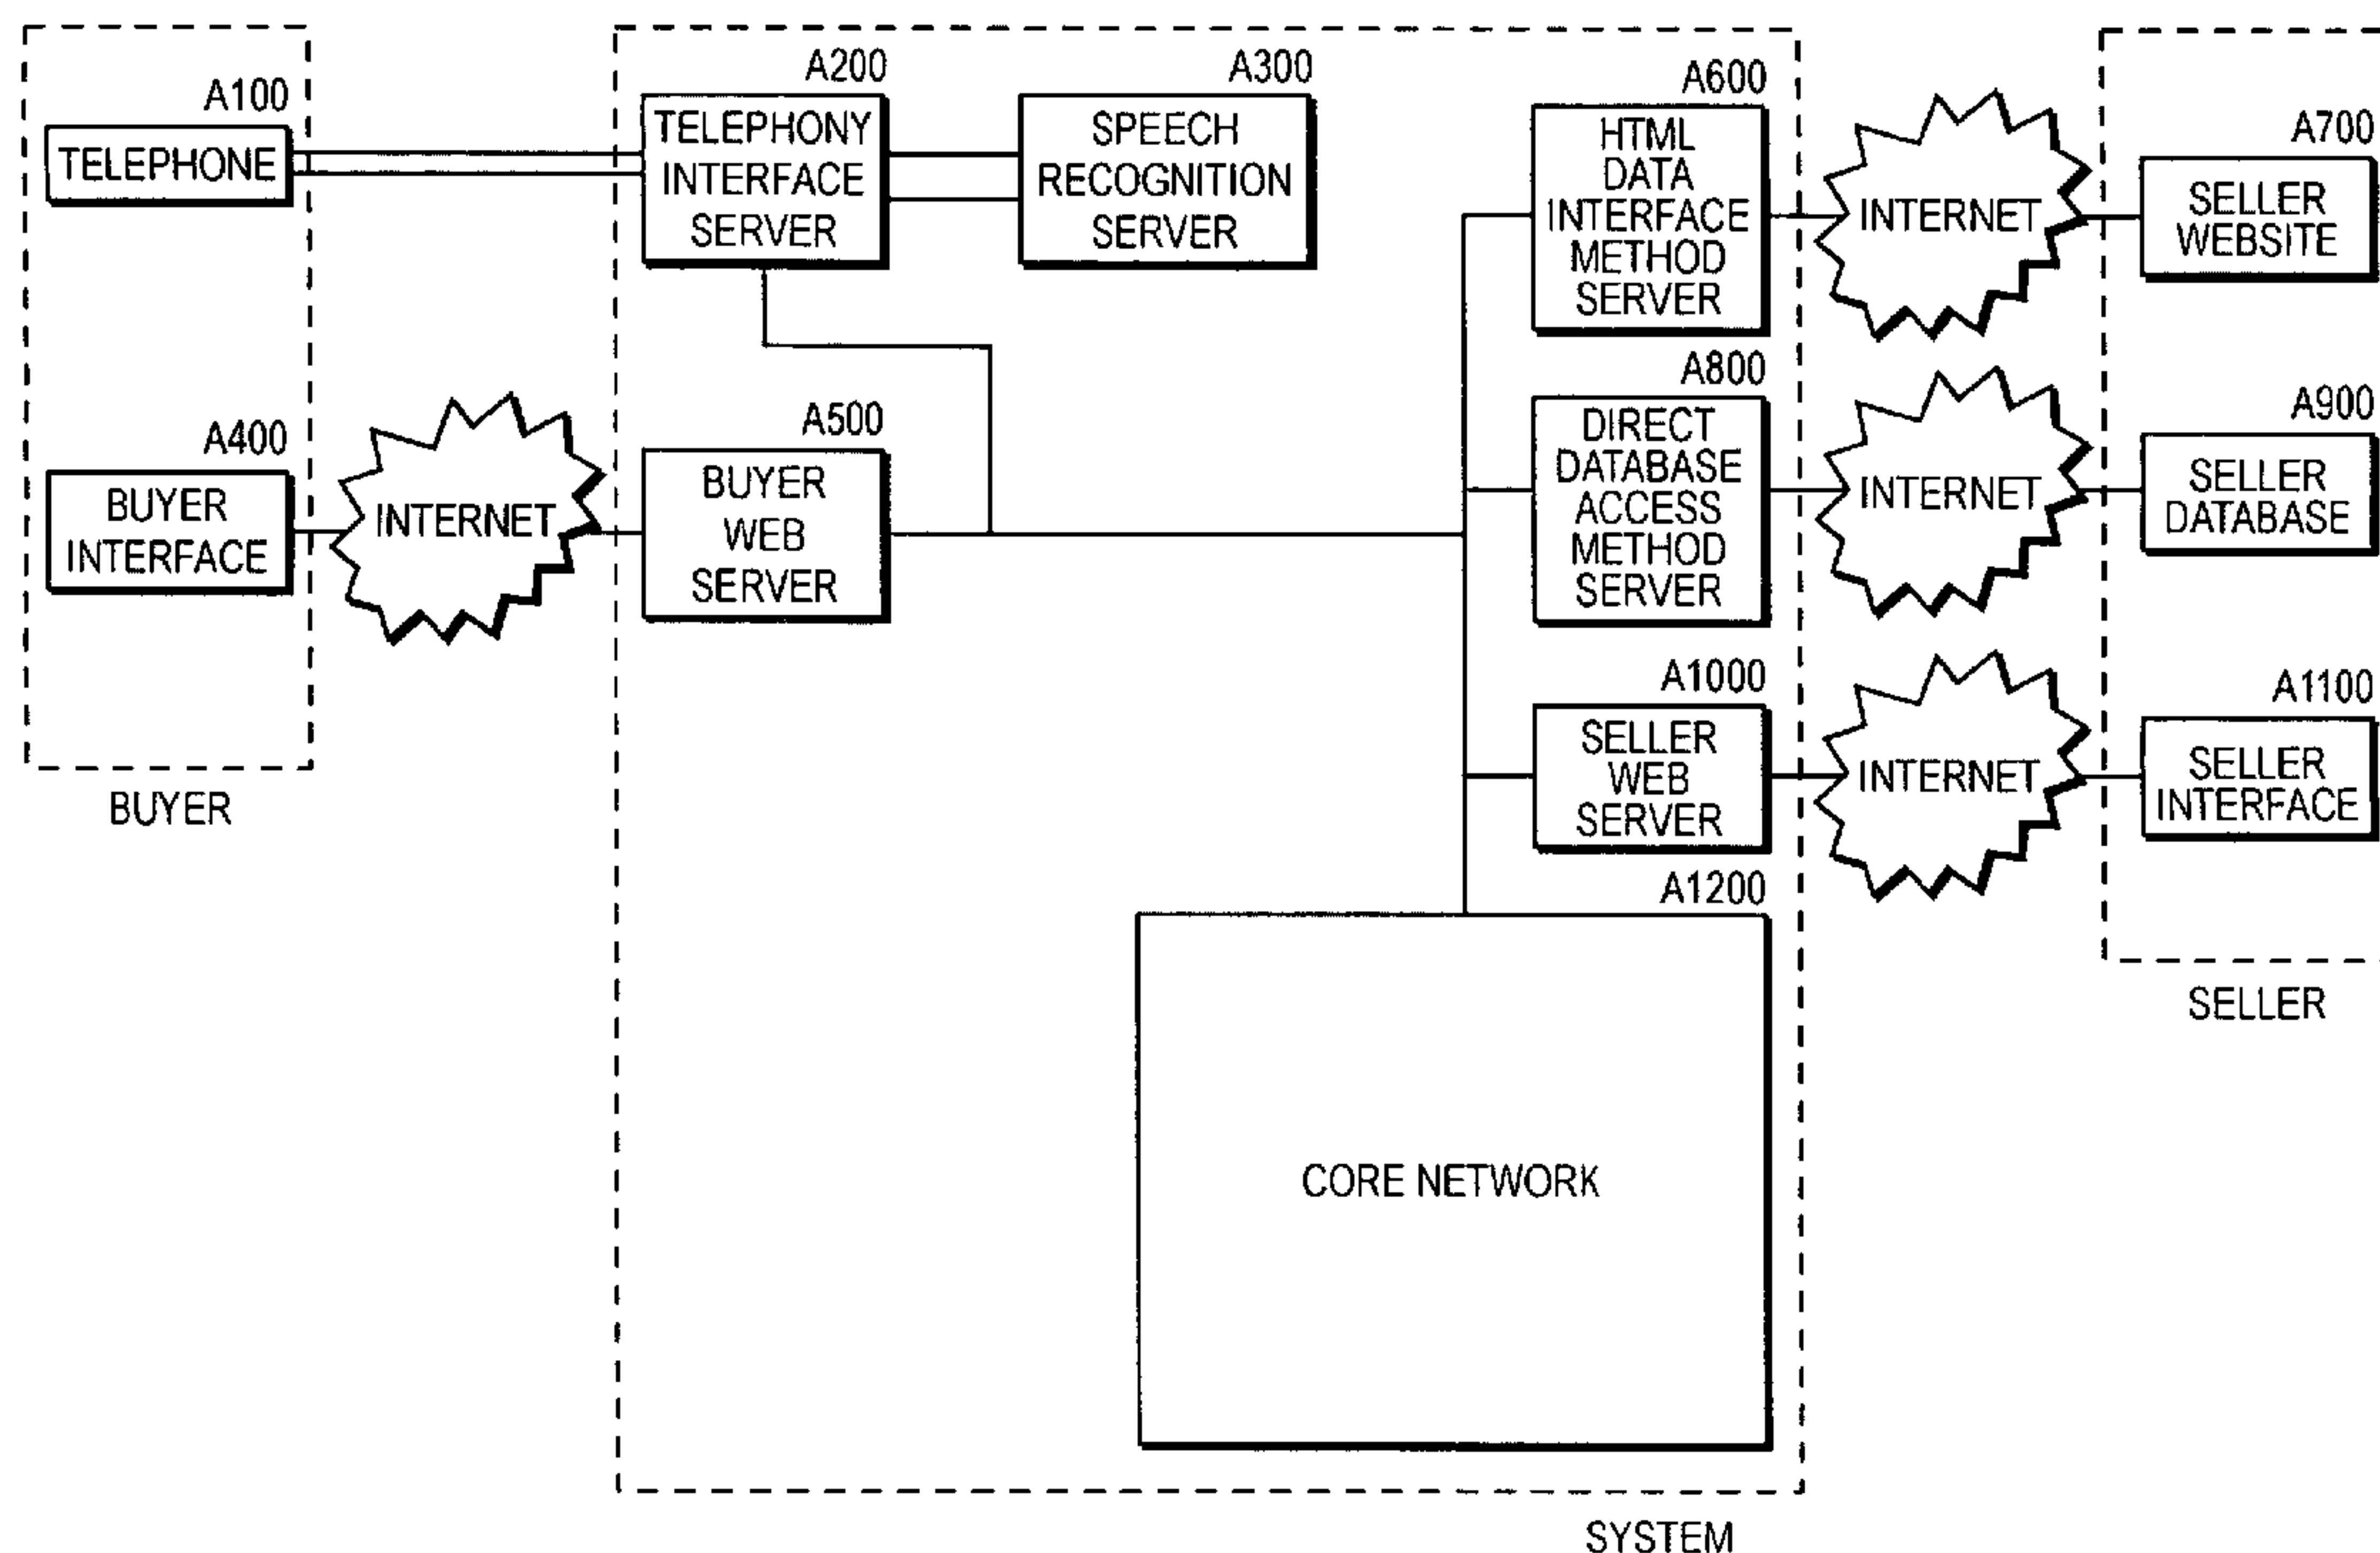 A100
TELEPHONE
A400
BUYER
INTERFACE
BUYER
INTERNET
A200
TELEPHONY
INTERFACE
SERVER
A300
SPEECH
RECOGNITION
SERVER
A500
BUYER
WEB
SERVER
A600
HTML
DATA
INTERFACE
METHOD
SERVER
A800
DIRECT
DATABASE
ACCESS
METHOD
SERVER
A1000
SELLER
WEB
SERVER
A1200
CORE NETWORK
SYSTEM
INTERNET
INTERNET
INTERNET
A700
SELLER
WEBSITE
A900
SELLER
DATABASE
A1100
SELLER
INTERFACE
SELLER